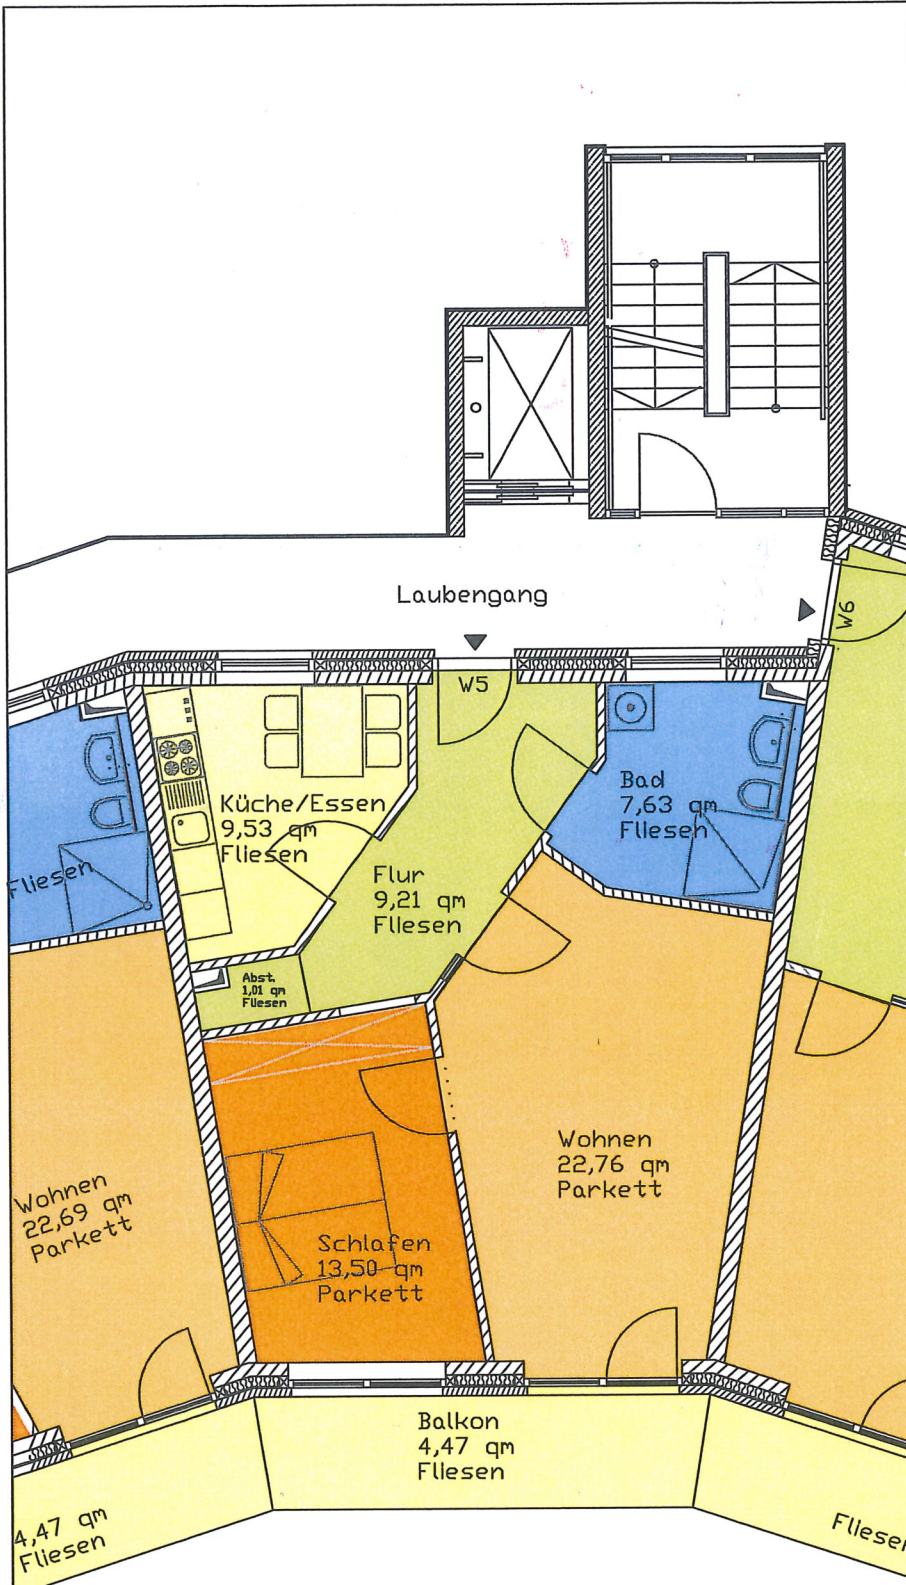 Laubengang
W6
W5
Küche/Essen
9,53 qm
Fliesen
Bad
7,63 qm
Fliesen
Fliesen
Flur
9,21 qm
Fliesen
Abst.
1,01 qm
Fliesen
Wohnen
22,76 qm
Parkett
Wohnen
22,69 qm
Parkett
Schlafen
13,50 qm
Parkett
Balkon
4,47 qm
Fliesen
4,47 qm
Fliesen
Fliesen